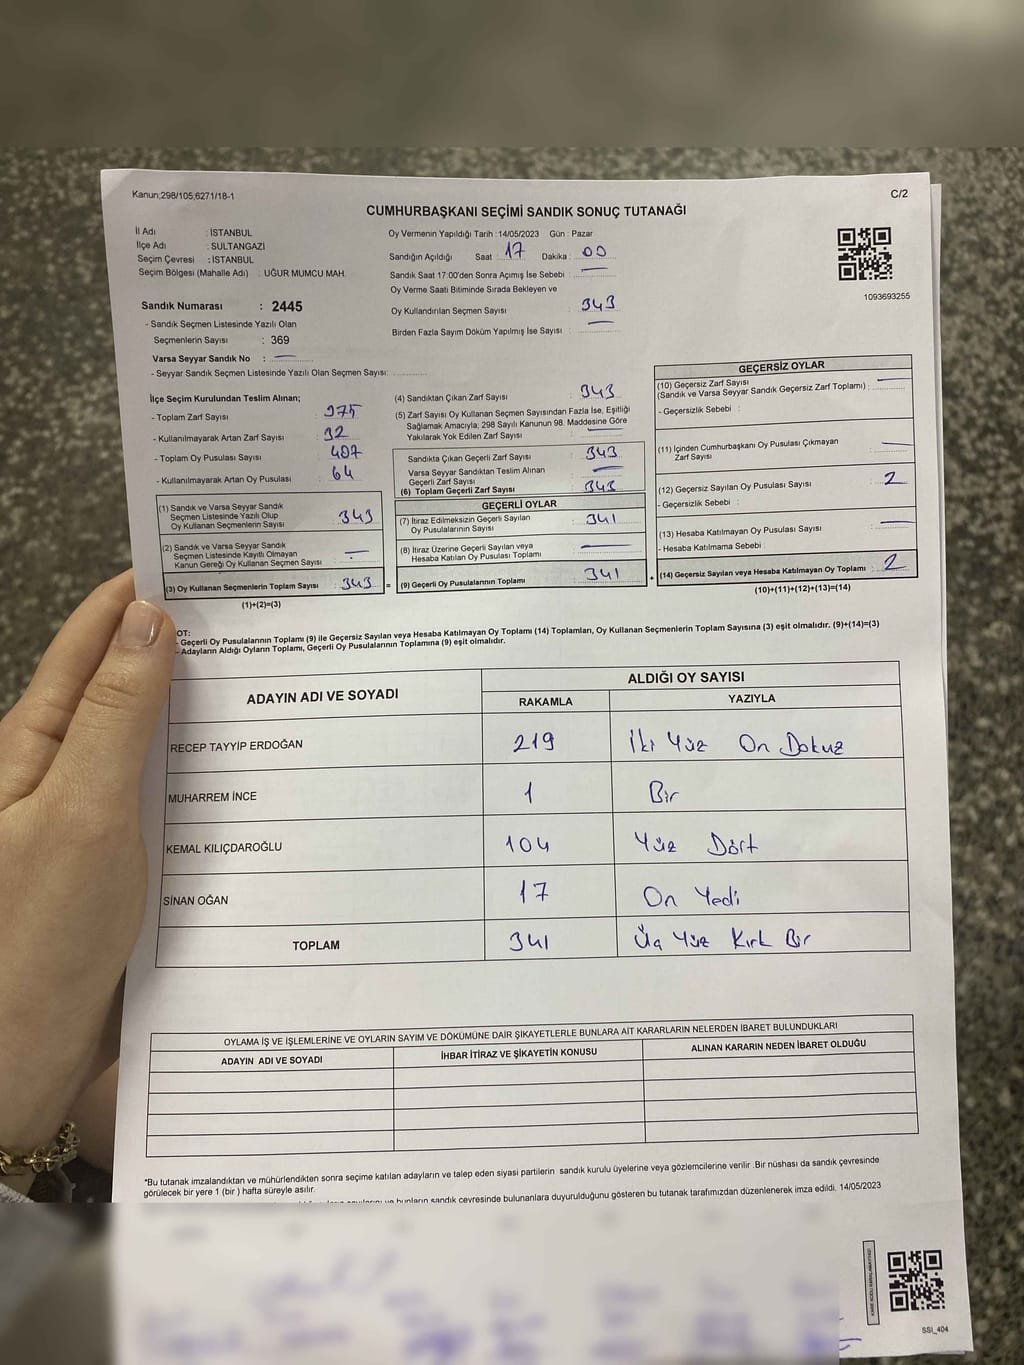 Kanun;298/105;6271/18-1
C/2
CUMHURBAŞKANI SEÇİMİ SANDIK SONUÇ TUTANAĞI
İl Adı : İSTANBUL
İlçe Adı : SULTANGAZİ
Seçim Çevresi : İSTANBUL
Seçim Bölgesi (Mahalle Adı) : UĞUR MUMCU MAH.
Sandık Numarası : 2445
- Sandık Seçmen Listesinde Yazılı Olan
Seçmenlerin Sayısı : 369
Varsa Seyyar Sandık No : —
- Seyyar Sandık Seçmen Listesinde Yazılı Olan Seçmen Sayısı:
Oy Vermenin Yapıldığı Tarih :14/05/2023 Gün : Pazar
Sandığın Açıldığı Saat : 17 Dakika : 00
Sandık Saat 17:00'den Sonra Açımış İse Sebebi : —
Oy Verme Saati Bitiminde Sırada Bekleyen ve
Oy Kullandırılan Seçmen Sayısı : 343
Birden Fazla Sayım Döküm Yapılmış İse Sayısı : —
1093693255
İlçe Seçim Kurulundan Teslim Alınan;
- Toplam Zarf Sayısı : 375
- Kullanılmayarak Artan Zarf Sayısı : 32
- Toplam Oy Pusulası Sayısı : 407
- Kullanılmayarak Artan Oy Pusulası : 64
(1) Sandık ve Varsa Seyyar Sandık
Seçmen Listesinde Yazılı Olup
Oy Kullanan Seçmenlerin Sayısı : 343
(2) Sandık ve Varsa Seyyar Sandık
Seçmen Listesinde Kayıtlı Olmayan
Kanun Gereği Oy Kullanan Seçmen Sayısı : —
(3) Oy Kullanan Seçmenlerin Toplam Sayısı : 343 =
(1)+(2)=(3)
(4) Sandıktan Çıkan Zarf Sayısı : 343
(5) Zarf Sayısı Oy Kullanan Seçmen Sayısından Fazla İse, Eşitliği
Sağlamak Amacıyla; 298 Sayılı Kanunun 98. Maddesine Göre
Yakılarak Yok Edilen Zarf Sayısı : —
Sandıkta Çıkan Geçerli Zarf Sayısı : 343
Varsa Seyyar Sandıktan Teslim Alınan
Geçerli Zarf Sayısı : —
(6) Toplam Geçerli Zarf Sayısı : 343
GEÇERLİ OYLAR
(7) İtiraz Edilmeksizin Geçerli Sayılan
Oy Pusulalarının Sayısı : 341
(8) İtiraz Üzerine Geçerli Sayılan veya
Hesaba Katılan Oy Pusulası Toplamı : —
(9) Geçerli Oy Pusulalarının Toplamı : 341 +
GEÇERSİZ OYLAR
(10) Geçersiz Zarf Sayısı
(Sandık ve Varsa Seyyar Sandık Geçersiz Zarf Toplamı) : —
- Geçersizlik Sebebi :
(11) İçinden Cumhurbaşkanı Oy Pusulası Çıkmayan
Zarf Sayısı : —
(12) Geçersiz Sayılan Oy Pusulası Sayısı : 2
- Geçersizlik Sebebi :
(13) Hesaba Katılmayan Oy Pusulası Sayısı : —
- Hesaba Katılmama Sebebi :
(14) Geçersiz Sayılan veya Hesaba Katılmayan Oy Toplamı : 2
(10)+(11)+(12)+(13)=(14)
OT:
- Geçerli Oy Pusulalarının Toplamı (9) ile Geçersiz Sayılan veya Hesaba Katılmayan Oy Toplamı (14) Toplamları, Oy Kullanan Seçmenlerin Toplam Sayısına (3) eşit olmalıdır. (9)+(14)=(3)
- Adayların Aldığı Oyların Toplamı, Geçerli Oy Pusulalarının Toplamına (9) eşit olmalıdır.
ADAYIN ADI VE SOYADI
ALDIĞI OY SAYISI
RAKAMLA YAZIYLA
RECEP TAYYİP ERDOĞAN 219 İki Yüz On Dokuz
MUHARREM İNCE 1 Bir
KEMAL KILIÇDAROĞLU 104 Yüz Dört
SİNAN OĞAN 17 On Yedi
TOPLAM 341 Üç Yüz Kırk Bir
OYLAMA İŞ VE İŞLEMLERİNE VE OYLARIN SAYIM VE DÖKÜMÜNE DAİR ŞİKAYETLERLE BUNLARA AİT KARARLARIN NELERDEN İBARET BULUNDUKLARI
ADAYIN ADI VE SOYADI İHBAR İTİRAZ VE ŞİKAYETİN KONUSU ALINAN KARARIN NEDEN İBARET OLDUĞU
*Bu tutanak imzalandıktan ve mühürlendikten sonra seçime katılan adayların ve talep eden siyasi partilerin sandık kurulu üyelerine veya gözlemcilerine verilir .Bir nüshası da sandık çevresinde
görülecek bir yere 1 (bir ) hafta süreyle asılır.
bunların sandık çevresinde bulunanlara duyurulduğunu gösteren bu tutanak tarafımızdan düzenlenerek imza edildi. 14/05/2023
SSI_404